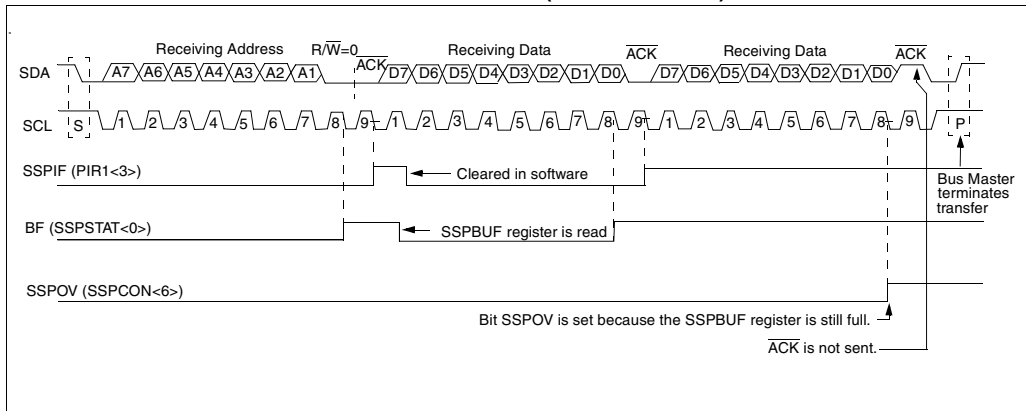 Receiving Address R/W=0 Receiving Data ACK Receiving Data ACK
ACK
SDA A7 A6 A5 A4 A3 A2 A1 D7 D6 D5 D4 D3 D2 D1 D0 D7 D6 D5 D4 D3 D2 D1 D0
SCL S 1 2 3 4 5 6 7 8 9 1 2 3 4 5 6 7 8 9 1 2 3 4 5 6 7 8 9 P
SSPIF (PIR1<3>)
Cleared in software
Bus Master
terminates
transfer
BF (SSPSTAT<0>)
SSPBUF register is read
SSPOV (SSPCON<6>)
Bit SSPOV is set because the SSPBUF register is still full.
ACK is not sent.